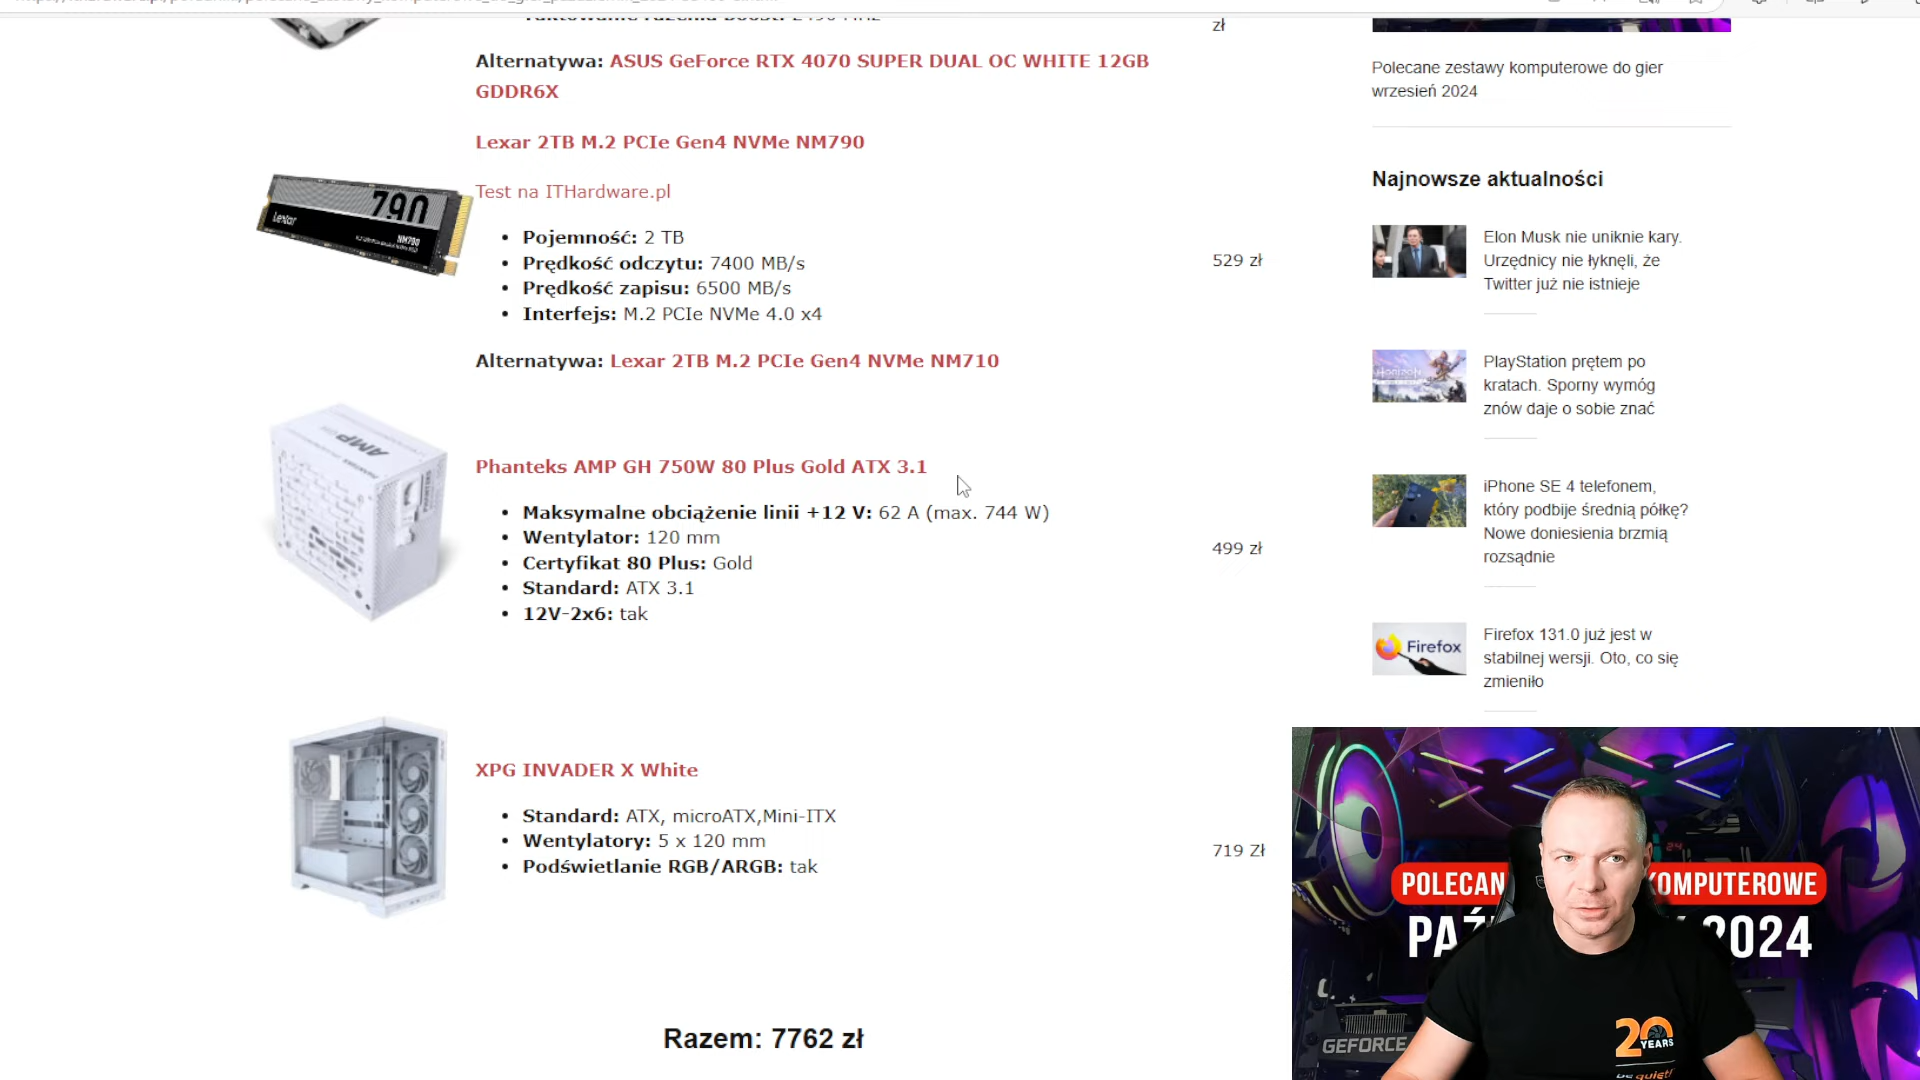 zł
Alternatywa: ASUS GeForce RTX 4070 SUPER DUAL OC WHITE 12GB
GDDR6X
Lexar 2TB M.2 PCIe Gen4 NVMe NM790
Test na ITHardware.pl
790
Lexar
NM790
Pojemność: 2 TB
Prędkość odczytu: 7400 MB/s
Prędkość zapisu: 6500 MB/s
Interfejs: M.2 PCIe NVMe 4.0 x4
529 zł
Alternatywa: Lexar 2TB M.2 PCIe Gen4 NVMe NM710
AMP GH
Phanteks AMP GH 750W 80 Plus Gold ATX 3.1
Maksymalne obciążenie linii +12 V: 62 A (max. 744 W)
Wentylator: 120 mm
Certyfikat 80 Plus: Gold
Standard: ATX 3.1
12V-2x6: tak
499 zł
XPG INVADER X White
Standard: ATX, microATX,Mini-ITX
Wentylatory: 5 x 120 mm
Podświetlanie RGB/ARGB: tak
719 Zł
Razem: 7762 zł
Polecane zestawy komputerowe do gier
wrzesień 2024
Najnowsze aktualności
Elon Musk nie uniknie kary.
Urzędnicy nie łyknęli, że
Twitter już nie istnieje
HORIZON
PlayStation prętem po
kratach. Sporny wymóg
znów daje o sobie znać
iPhone SE 4 telefonem,
który podbije średnią półkę?
Nowe doniesienia brzmią
rozsądnie
Firefox
Firefox 131.0 już jest w
stabilnej wersji. Oto, co się
zmieniło
POLECAN KOMPUTEROWE
PAŹ 2024
GEFORCE
20
YEARS
be quiet!